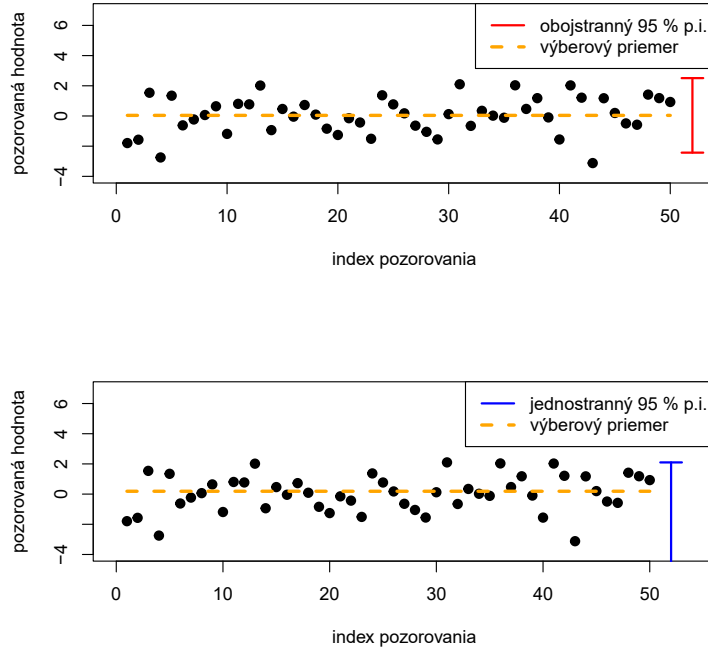 obojstranný 95 % p.i.
výberový priemer
pozorovaná hodnota
6
4
2
0
−4
0 10 20 30 40 50
index pozorovania
jednostranný 95 % p.i.
výberový priemer
pozorovaná hodnota
6
4
2
0
−4
0 10 20 30 40 50
index pozorovania